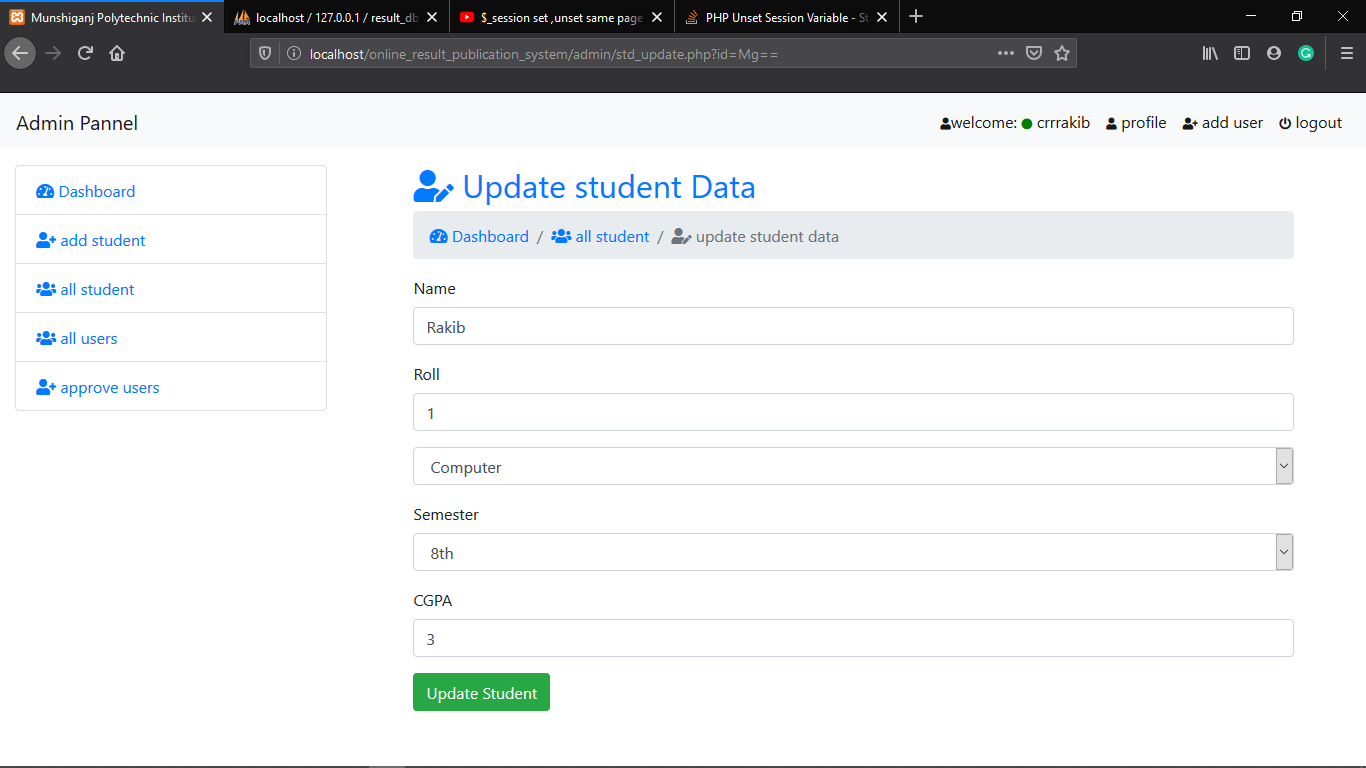 Munshiganj Polytechnic Institu
localhost / 127.0.0.1 / result_db
$_session set ,unset same page
PHP Unset Session Variable - St
localhost/online_result_publication_system/admin/std_update.php?id=Mg==
Admin Pannel
welcome: crrrakib
profile
add user
logout
Dashboard
add student
all student
all users
approve users
Update student Data
Dashboard / all student / update student data
Name
Rakib
Roll
1
Computer
Semester
8th
CGPA
3
Update Student